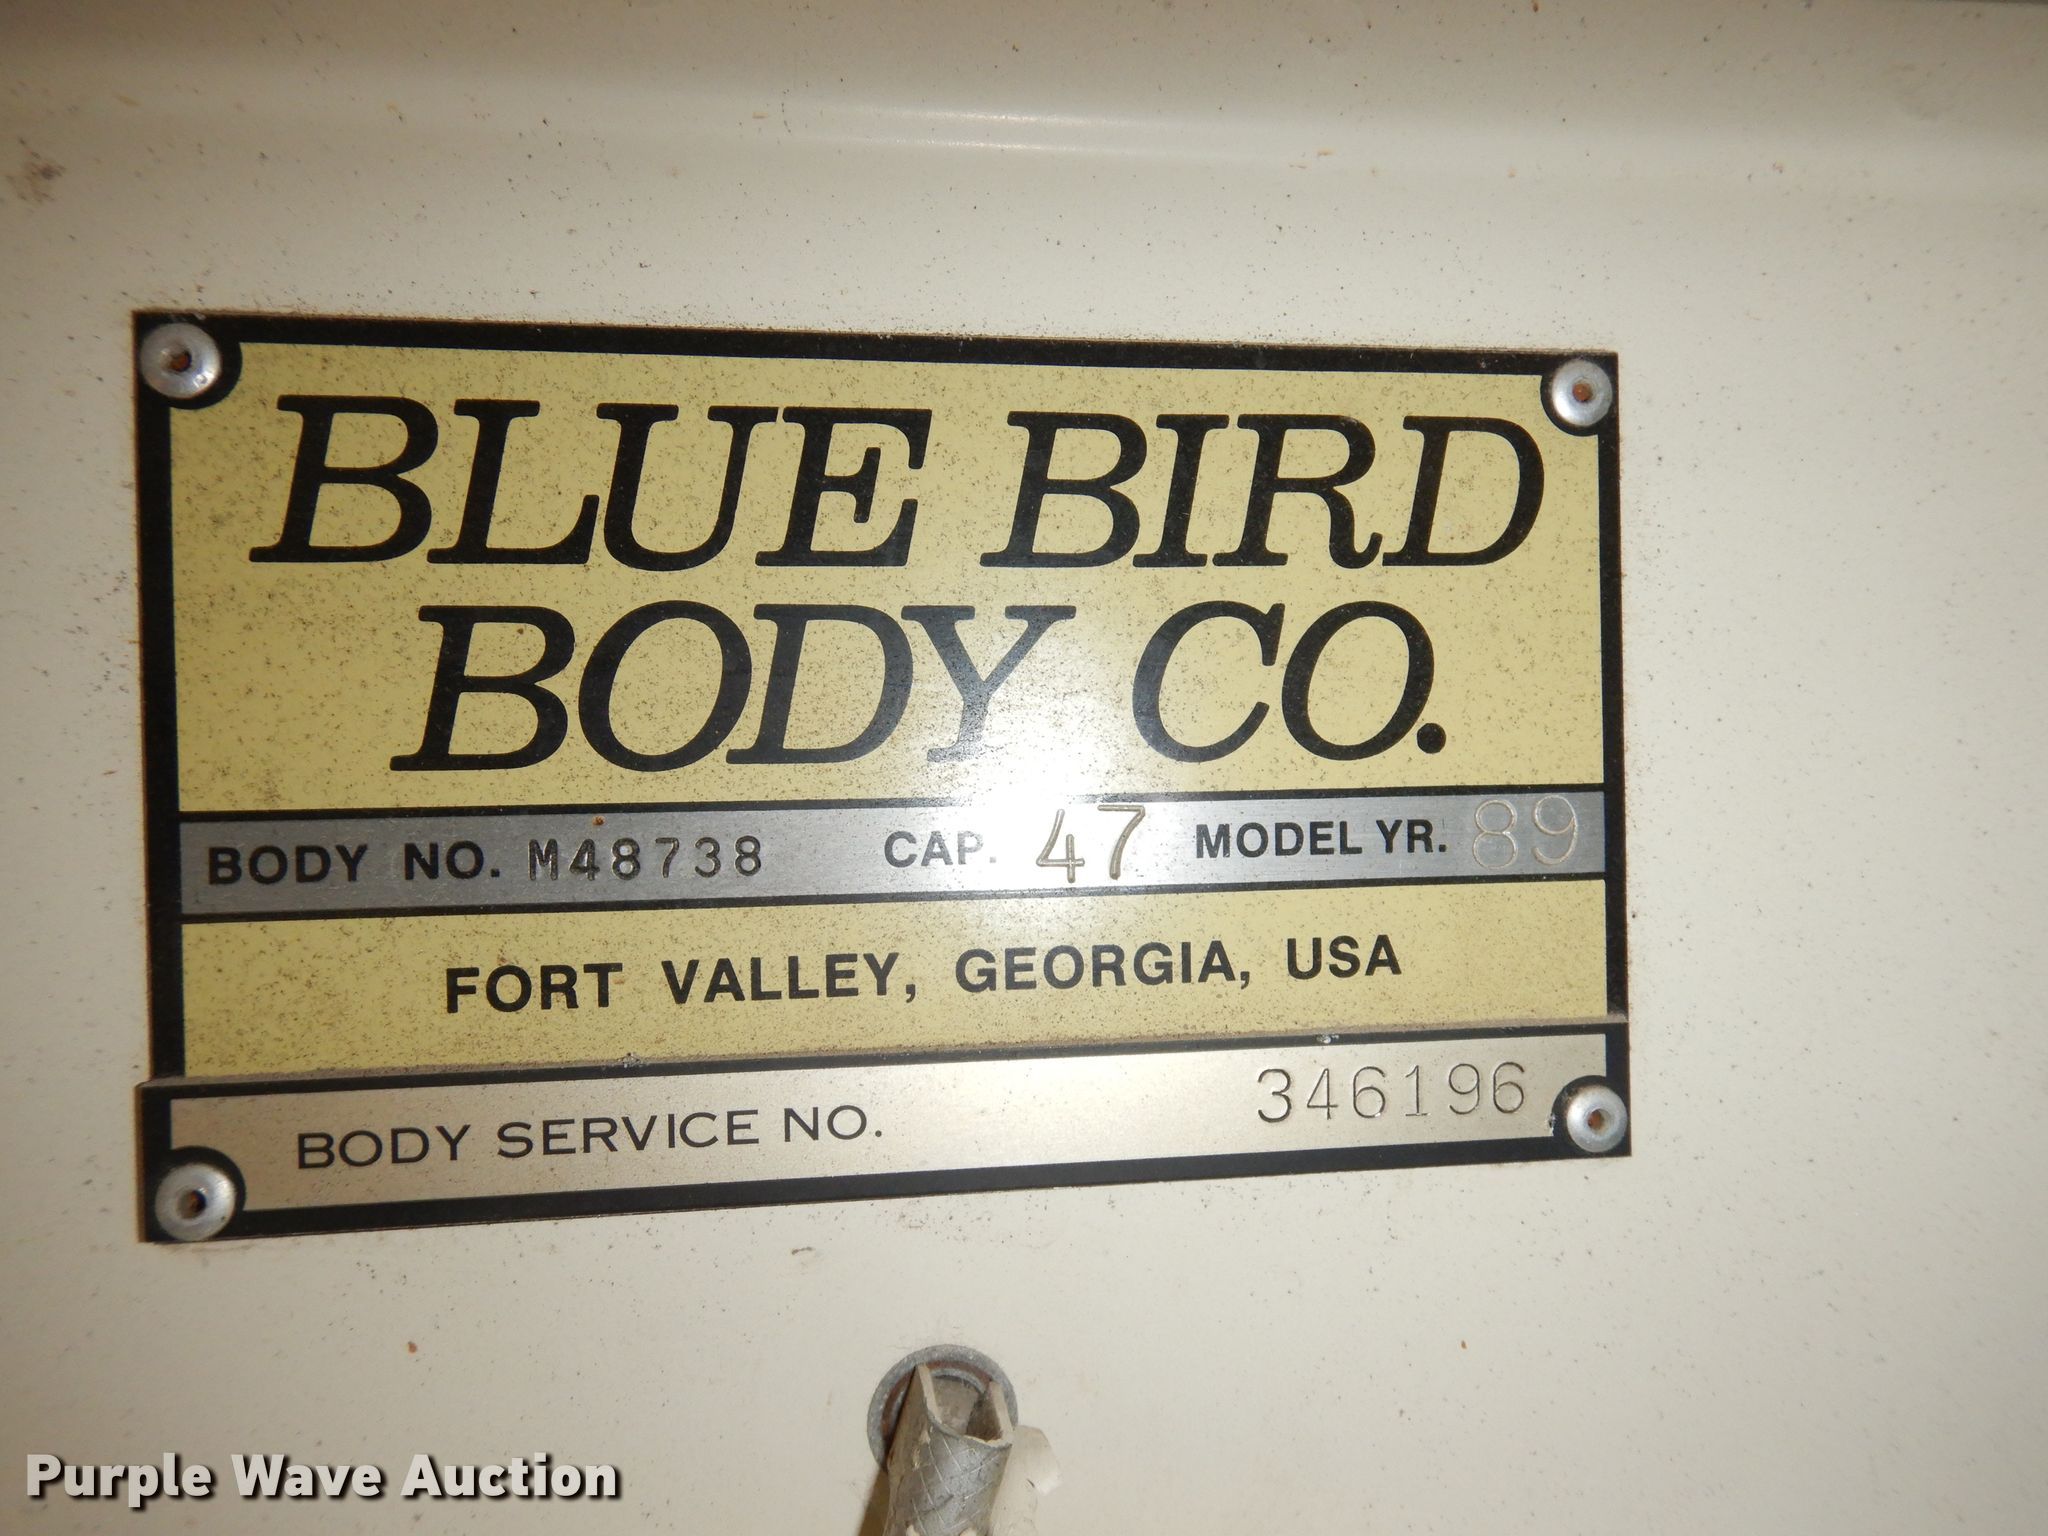 BLUE BIRD
BODY CO.
BODY NO. M48738 CAP. 47 MODEL YR. 89
FORT VALLEY, GEORGIA, USA
BODY SERVICE NO. 346196
Purple Wave Auction